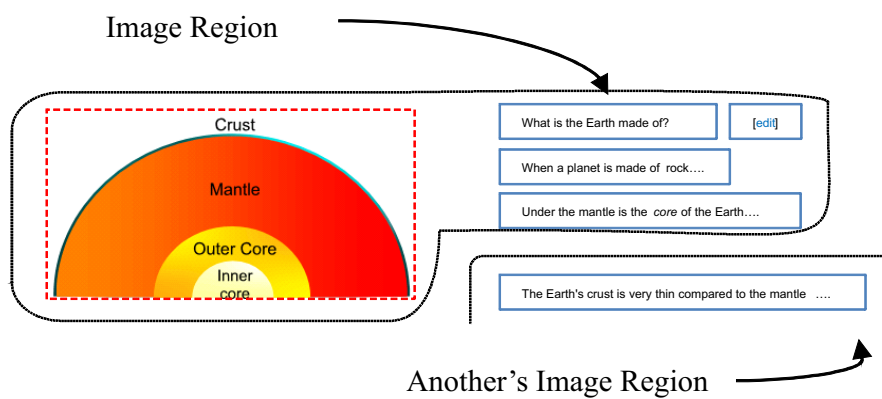 Image Region
Crust
Mantle
Outer Core
Inner
core
What is the Earth made of?
[edit]
When a planet is made of rock….
Under the mantle is the core of the Earth….
The Earth's crust is very thin compared to the mantle ….
Another’s Image Region